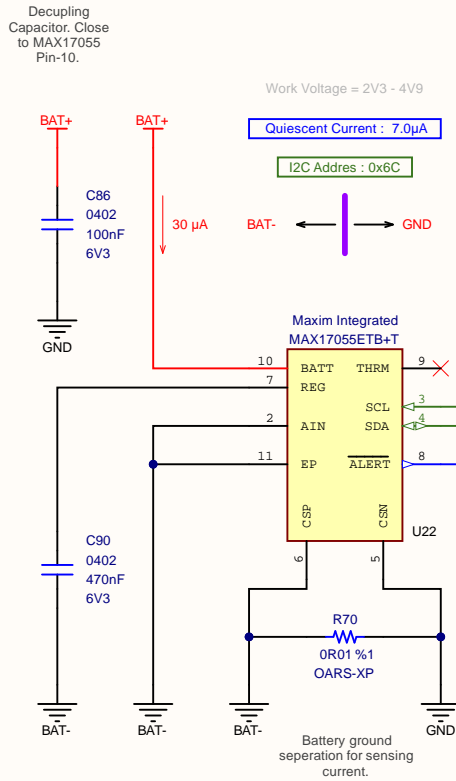 Decupling
Capacitor. Close
to MAX17055
Pin-10.
Work Voltage = 2V3 - 4V9
BAT+
BAT+
Quiescent Current : 7.0µA
I2C Addres : 0x6C
C86
0402
100nF
6V3
30 µA
BAT-
GND
GND
Maxim Integrated
MAX17055ETB+T
10
BATT
THRM
9
7
REG
SCL
3
2
AIN
SDA
4
11
EP
ALERT
8
CSP
CSN
U22
6
5
C90
0402
470nF
6V3
R70
0R01 %1
OARS-XP
BAT-
BAT-
BAT-
GND
Battery ground
seperation for sensing
current.